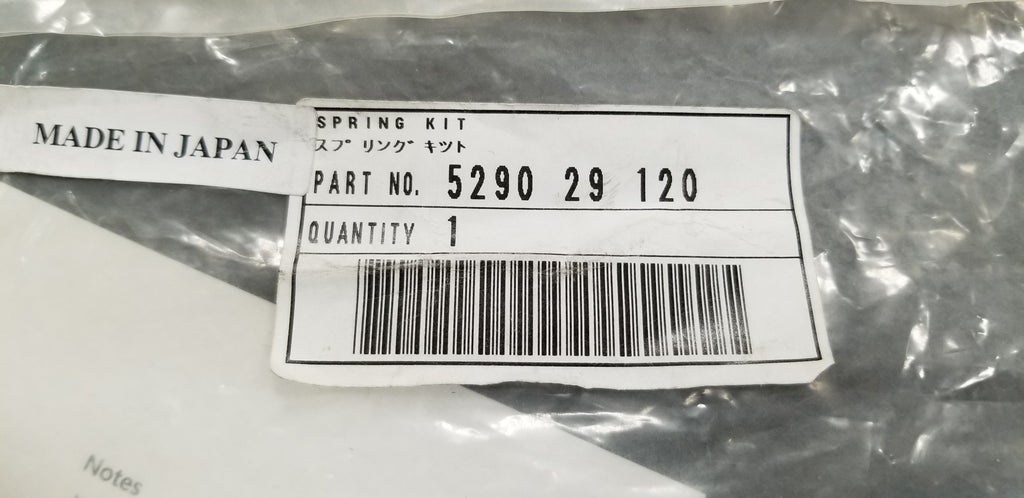 MADE IN JAPAN
SPRING KIT
スプ リング キット
PART NO. 5290 29 120
QUANTITY 1
Notes